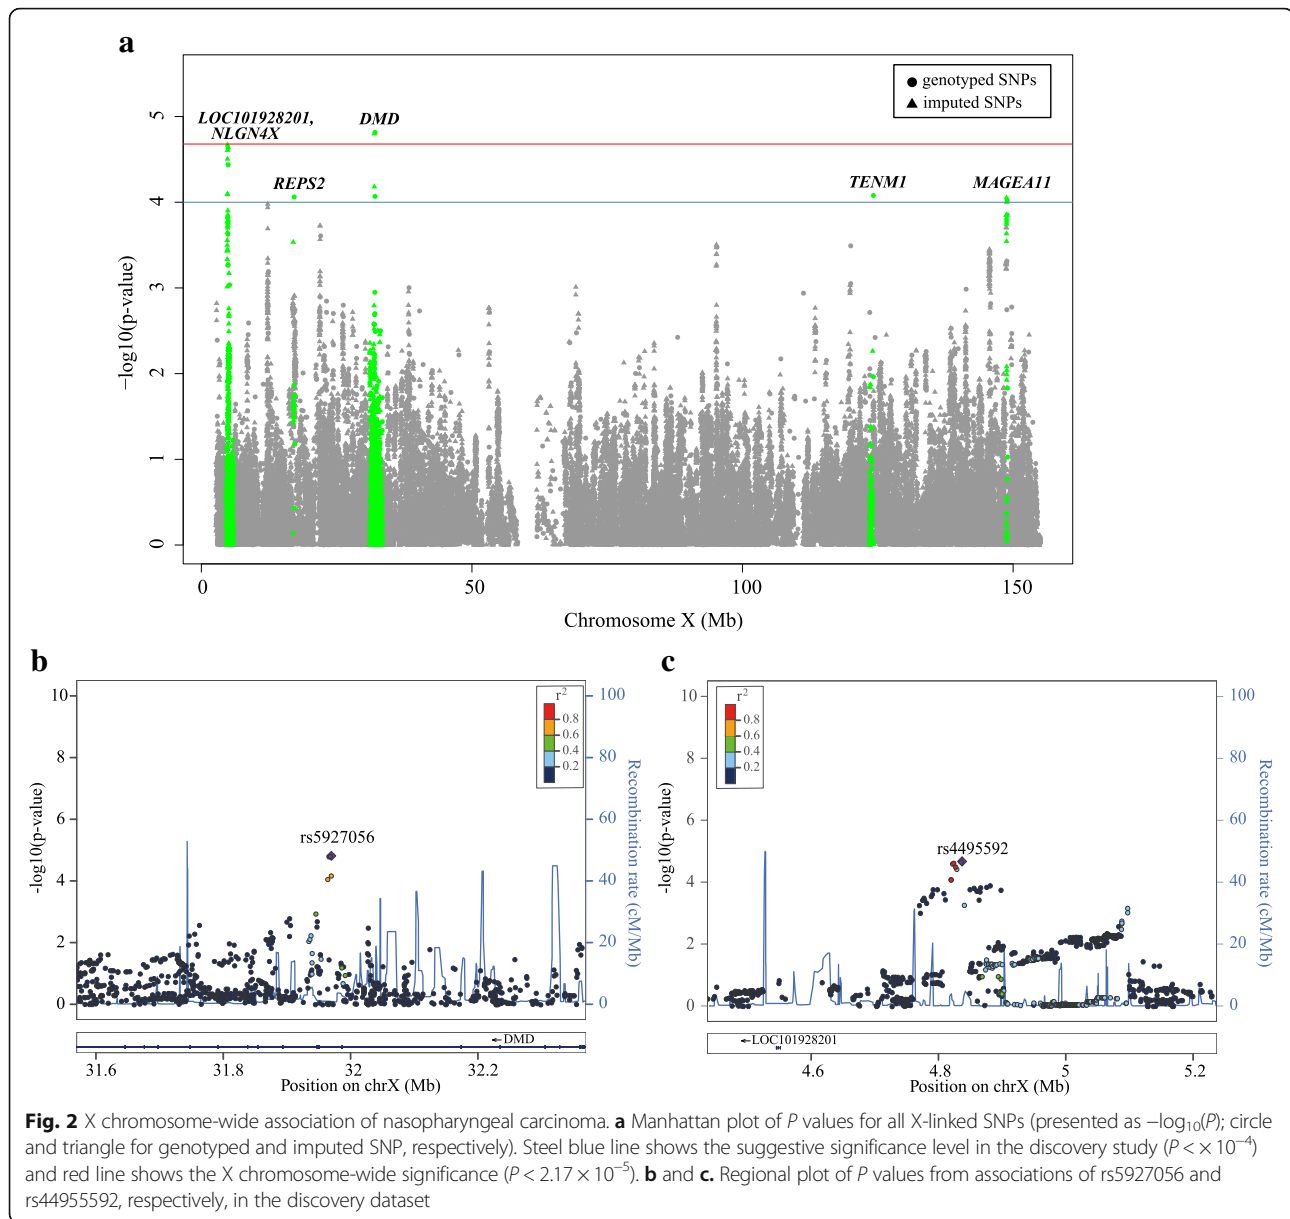 a
genotyped SNPs
imputed SNPs
LOC101928201,
NLGN4X
DMD
REPS2
TENM1
MAGEA11
−log10(p-value)
5
4
3
2
1
0
0 50 100 150
Chromosome X (Mb)
b
-log10(p-value)
10
8
6
4
2
0
rs5927056
r2
0.8
0.6
0.4
0.2
100
80
60
40
20
0
Recombination rate (cM/Mb)
←DMD
31.6 31.8 32 32.2
Position on chrX (Mb)
c
-log10(p-value)
10
8
6
4
2
0
r2
0.8
0.6
0.4
0.2
rs4495592
100
80
60
40
20
0
Recombination rate (cM/Mb)
←LOC101928201
4.6 4.8 5 5.2
Position on chrX (Mb)
Fig. 2 X chromosome-wide association of nasopharyngeal carcinoma. a Manhattan plot of P values for all X-linked SNPs (presented as −log10(P); circle
and triangle for genotyped and imputed SNP, respectively). Steel blue line shows the suggestive significance level in the discovery study (P < × 10−4)
and red line shows the X chromosome-wide significance (P < 2.17 × 10−5). b and c. Regional plot of P values from associations of rs5927056 and
rs44955592, respectively, in the discovery dataset